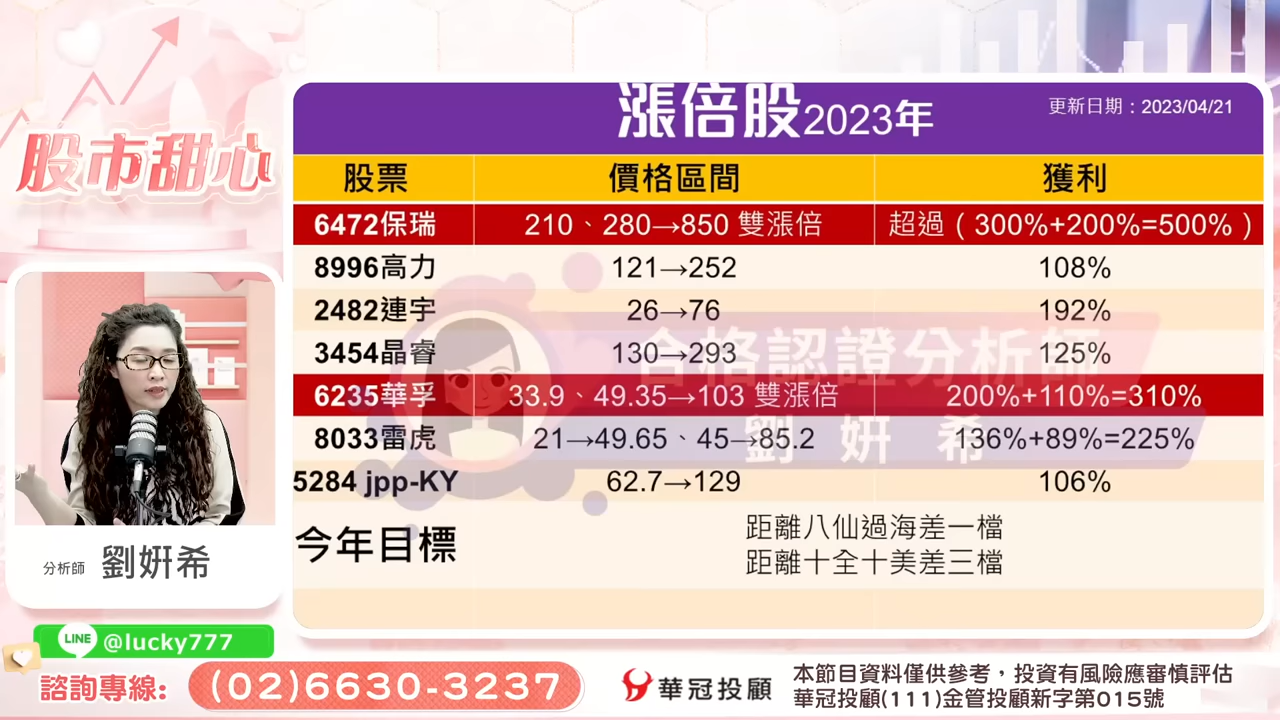 股市甜心
漲倍股2023年
更新日期：2023/04/21
股票 價格區間 獲利
6472保瑞 210、280→850 雙漲倍 超過（300%+200%=500%）
8996高力 121→252 108%
2482連宇 26→76 192%
3454晶睿 130→293 125%
6235華孚 33.9、49.35→103 雙漲倍 200%+110%=310%
8033雷虎 21→49.65、45→85.2 136%+89%=225%
5284 jpp-KY 62.7→129 106%
今年目標
距離八仙過海差一檔
距離十全十美差三檔
合格認證分析師
劉妍希
分析師 劉妍希
LINE @lucky777
諮詢專線: (02)6630-3237
華冠投顧
本節目資料僅供參考，投資有風險應審慎評估
華冠投顧(111)金管投顧新字第015號